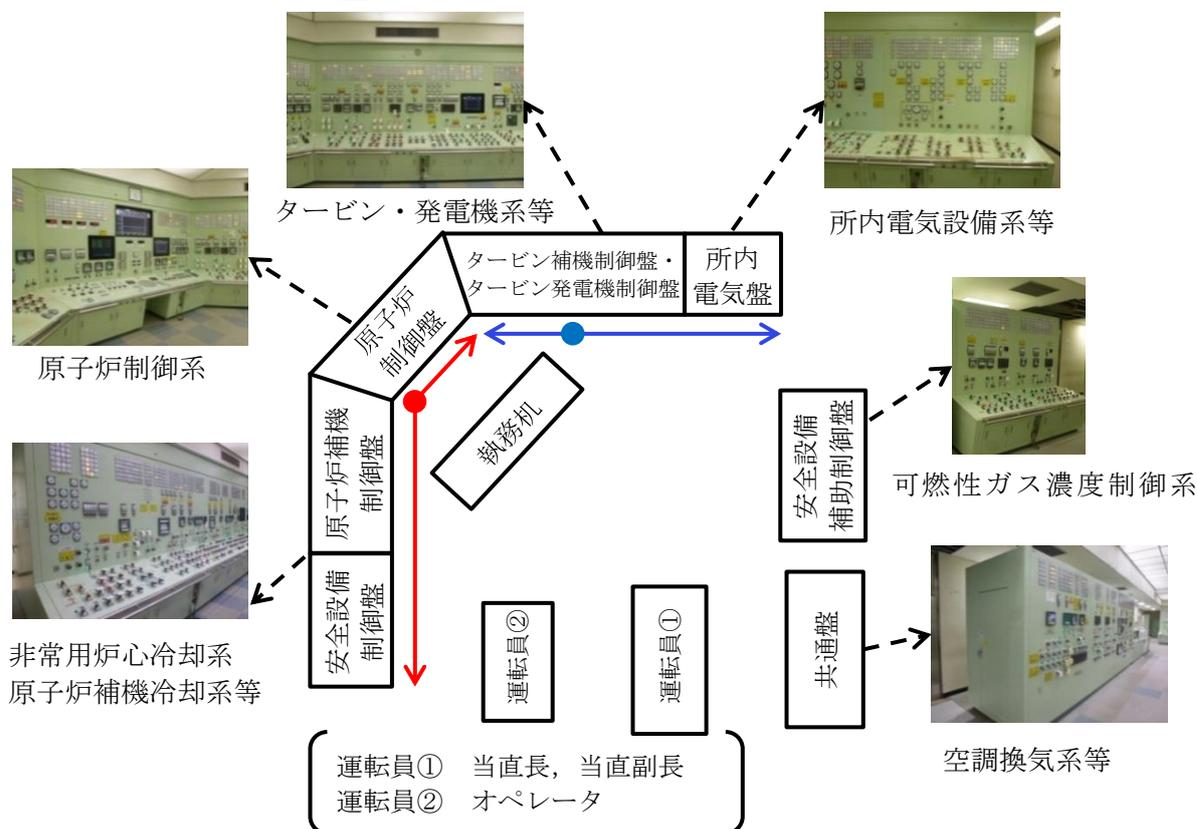 タービン・発電機系等
所内電気設備系等
タービン補機制御盤・
タービン発電機制御盤
所内
電気盤
原子炉
制御盤
原子炉制御系
執務机
原子炉補機
制御盤
安全設備
補助制御盤
可燃性ガス濃度制御系
安全設備
制御盤
非常用炉心冷却系
原子炉補機冷却系等
運転員②
運転員①
共通盤
空調換気系等
運転員① 当直長，当直副長
運転員② オペレータ